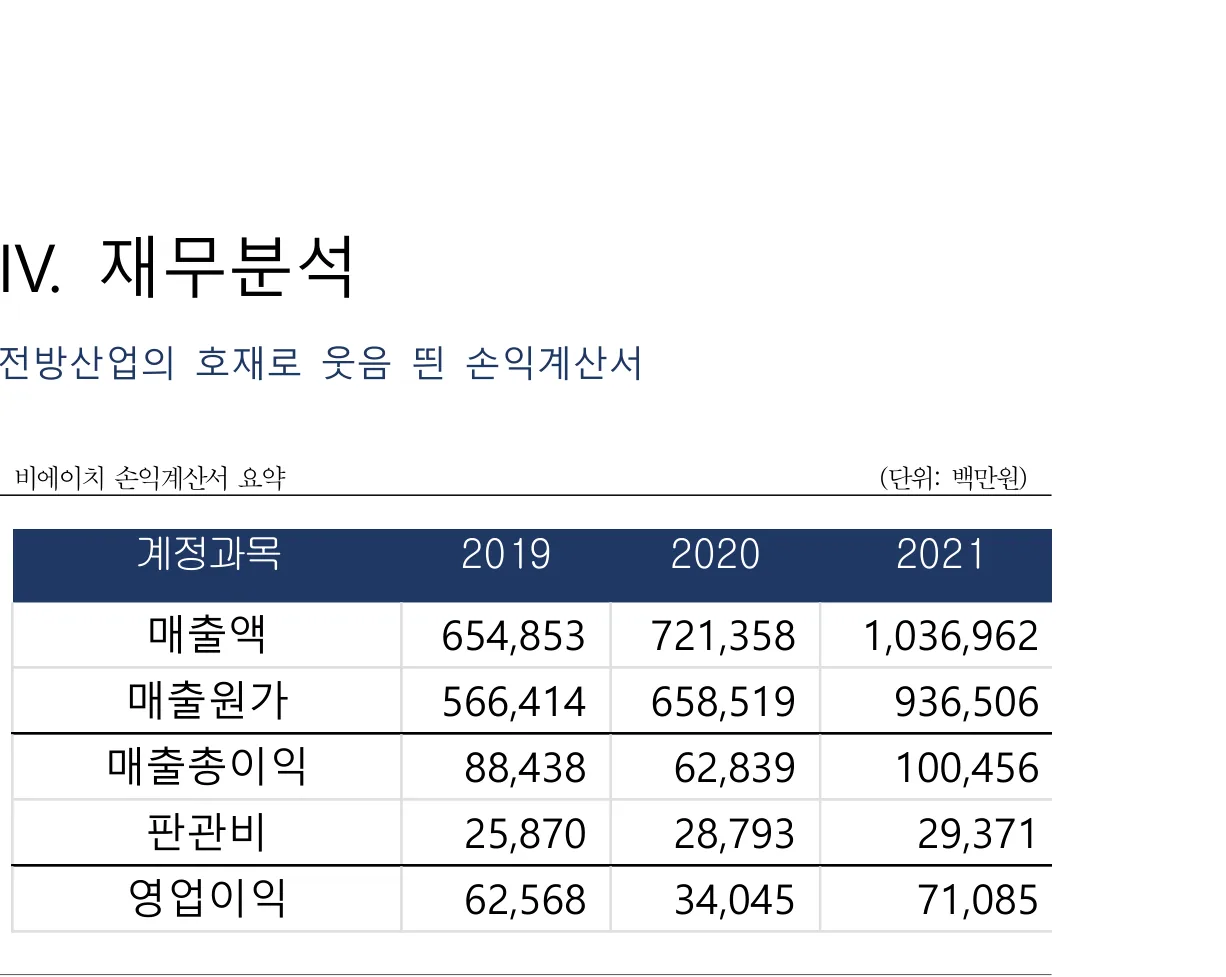 IV. 재무분석
전방산업의 호재로 웃음 띈 손익계산서
비에이치 손익계산서 요약 (단위: 백만원)
계정과목 2019 2020 2021
매출액 654,853 721,358 1,036,962
매출원가 566,414 658,519 936,506
매출총이익 88,438 62,839 100,456
판관비 25,870 28,793 29,371
영업이익 62,568 34,045 71,085